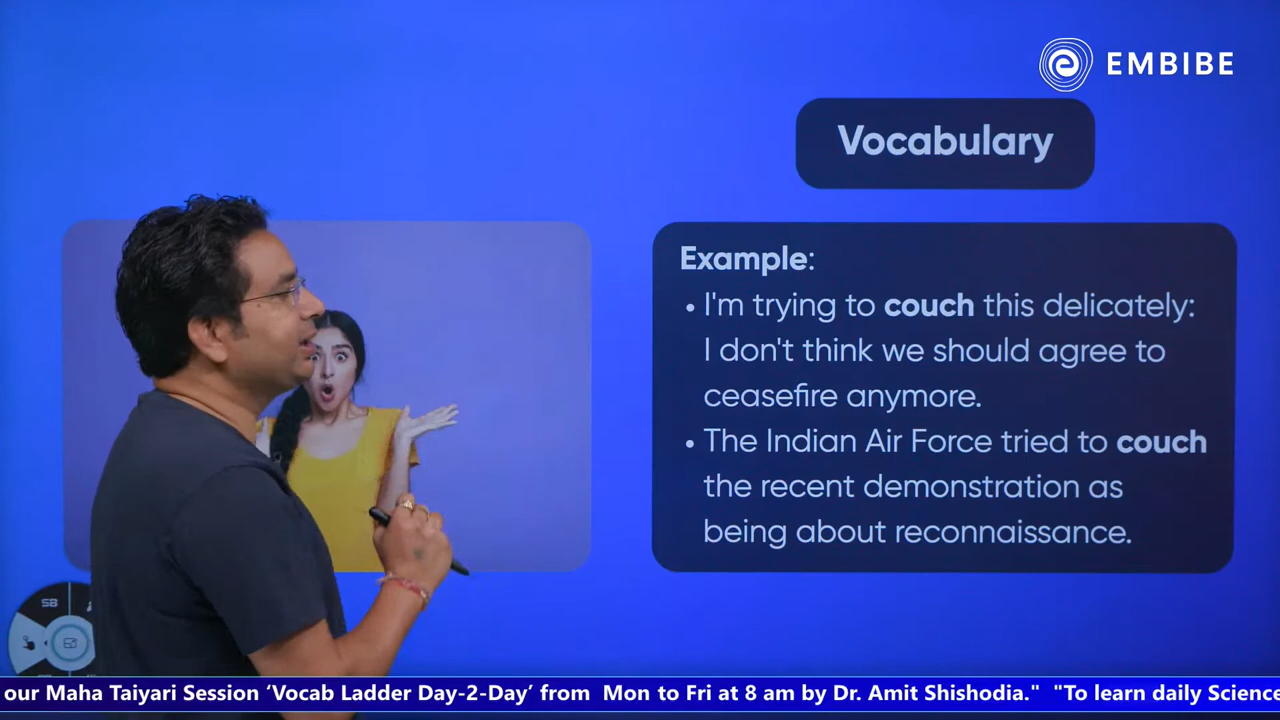 EMBIBE
Vocabulary
Example:
• I'm trying to couch this delicately:
I don't think we should agree to
ceasefire anymore.
• The Indian Air Force tried to couch
the recent demonstration as
being about reconnaissance.
SB
our Maha Taiyari Session ‘Vocab Ladder Day-2-Day’ from Mon to Fri at 8 am by Dr. Amit Shishodia." "To learn daily Science